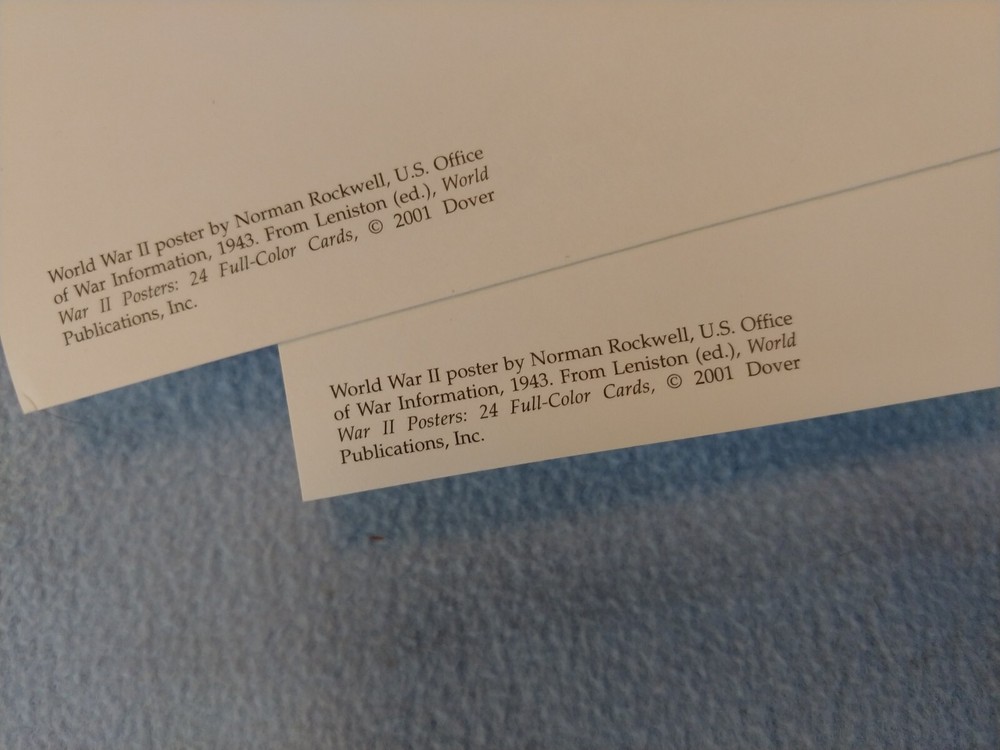 World War II poster by Norman Rockwell, U.S. Office
of War Information, 1943. From Leniston (ed.), World
War II Posters: 24 Full-Color Cards, © 2001 Dover
Publications, Inc.
World War II poster by Norman Rockwell, U.S. Office
of War Information, 1943. From Leniston (ed.), World
War II Posters: 24 Full-Color Cards, © 2001 Dover
Publications, Inc.